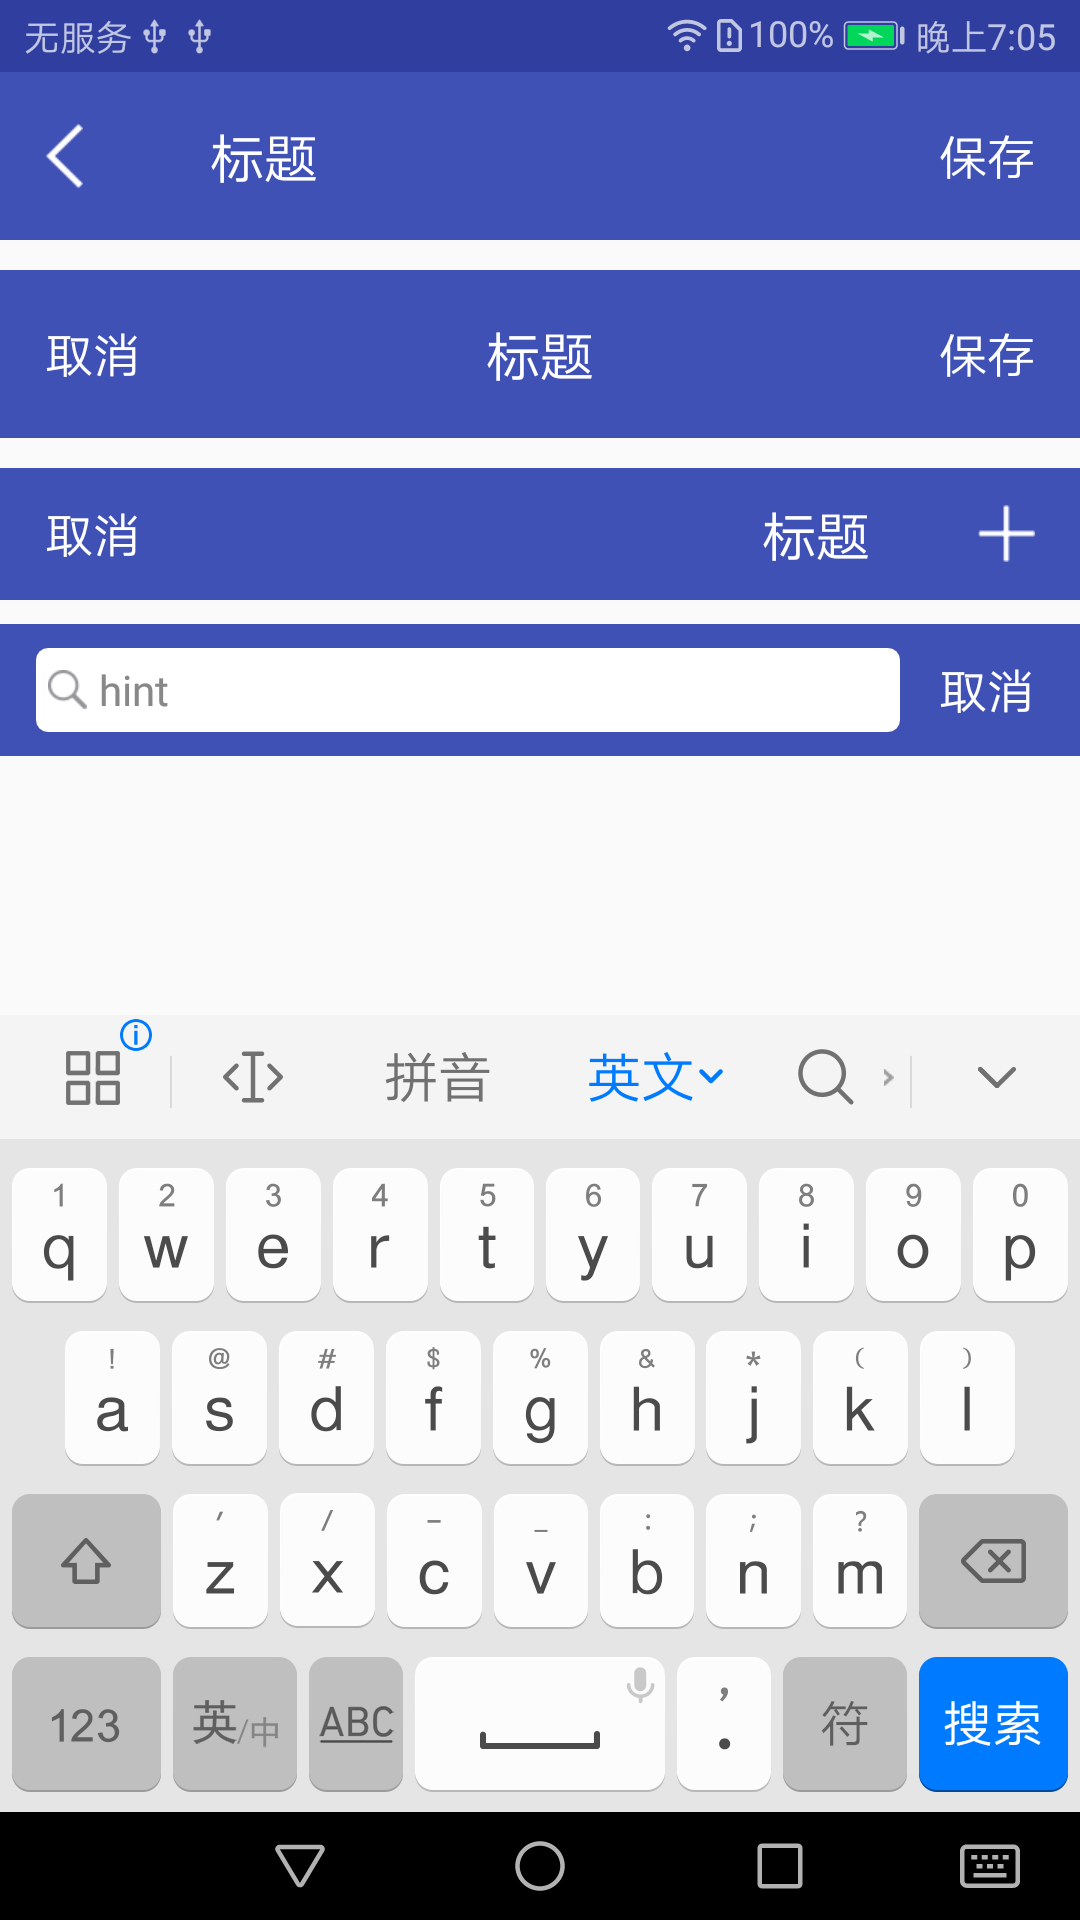 无服务 100% 晚上7:05
标题 保存
取消 标题 保存
取消 标题
hint 取消
拼音 英文
1 2 3 4 5 6 7 8 9 0
q w e r t y u i o p
! @ # $ % & * ( )
a s d f g h j k l
' / - _ : ; ?
z x c v b n m
123 英/中 ABC , . 符 搜索